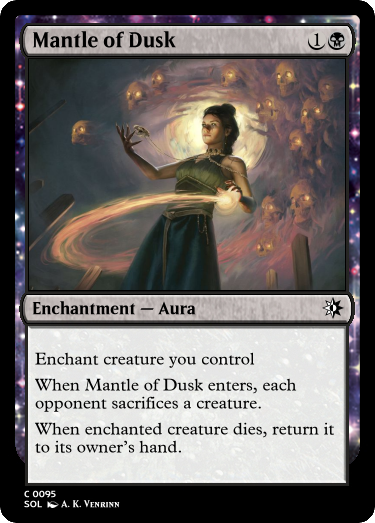 Mantle of Dusk 1
Enchantment — Aura
Enchant creature you control
When Mantle of Dusk enters, each
opponent sacrifices a creature.
When enchanted creature dies, return it
to its owner's hand.
C 0095
SOL A. K. Venrinn